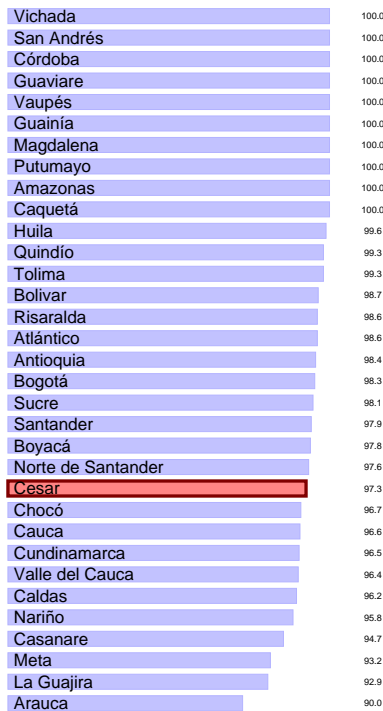 Vichada 100.0
San Andrés 100.0
Córdoba 100.0
Guaviare 100.0
Vaupés 100.0
Guainía 100.0
Magdalena 100.0
Putumayo 100.0
Amazonas 100.0
Caquetá 100.0
Huila 99.6
Quindío 99.3
Tolima 99.3
Bolivar 98.7
Risaralda 98.6
Atlántico 98.6
Antioquia 98.4
Bogotá 98.3
Sucre 98.1
Santander 97.9
Boyacá 97.8
Norte de Santander 97.6
Cesar 97.3
Chocó 96.7
Cauca 96.6
Cundinamarca 96.5
Valle del Cauca 96.4
Caldas 96.2
Nariño 95.8
Casanare 94.7
Meta 93.2
La Guajira 92.9
Arauca 90.0